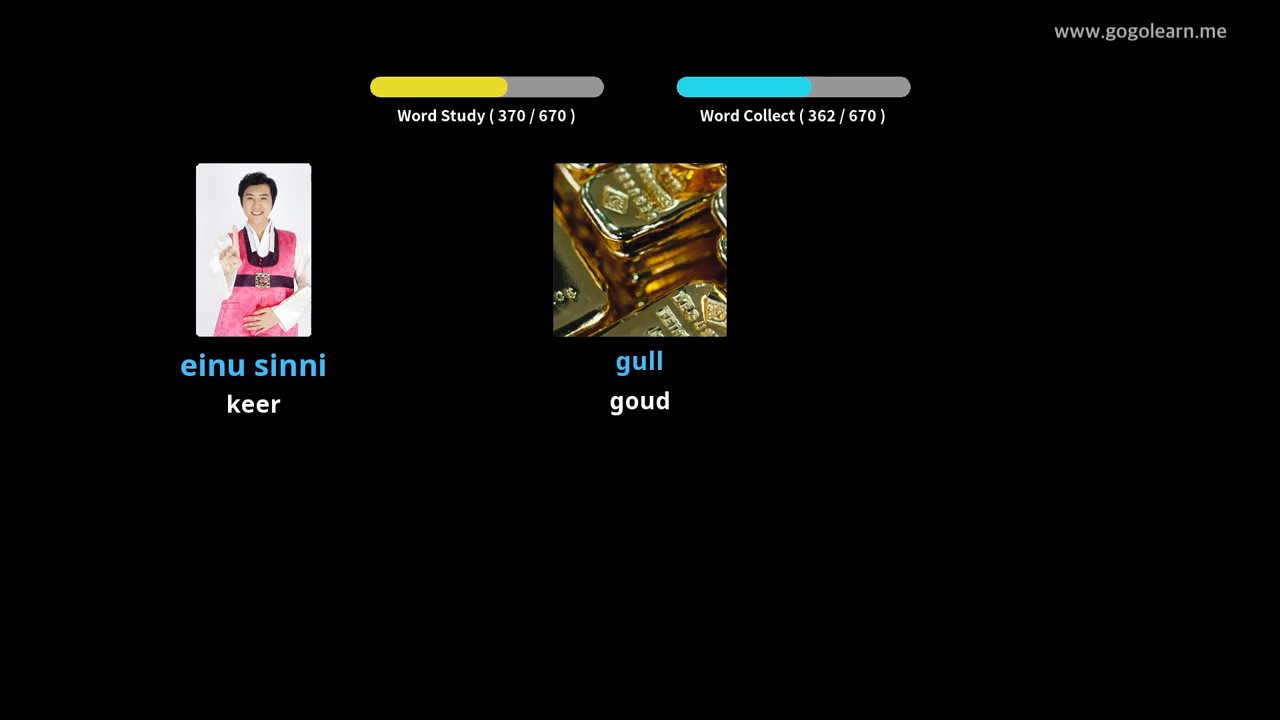 www.gogolearn.me
Word Study ( 370 / 670 )
Word Collect ( 362 / 670 )
einu sinni
keer
gull
goud